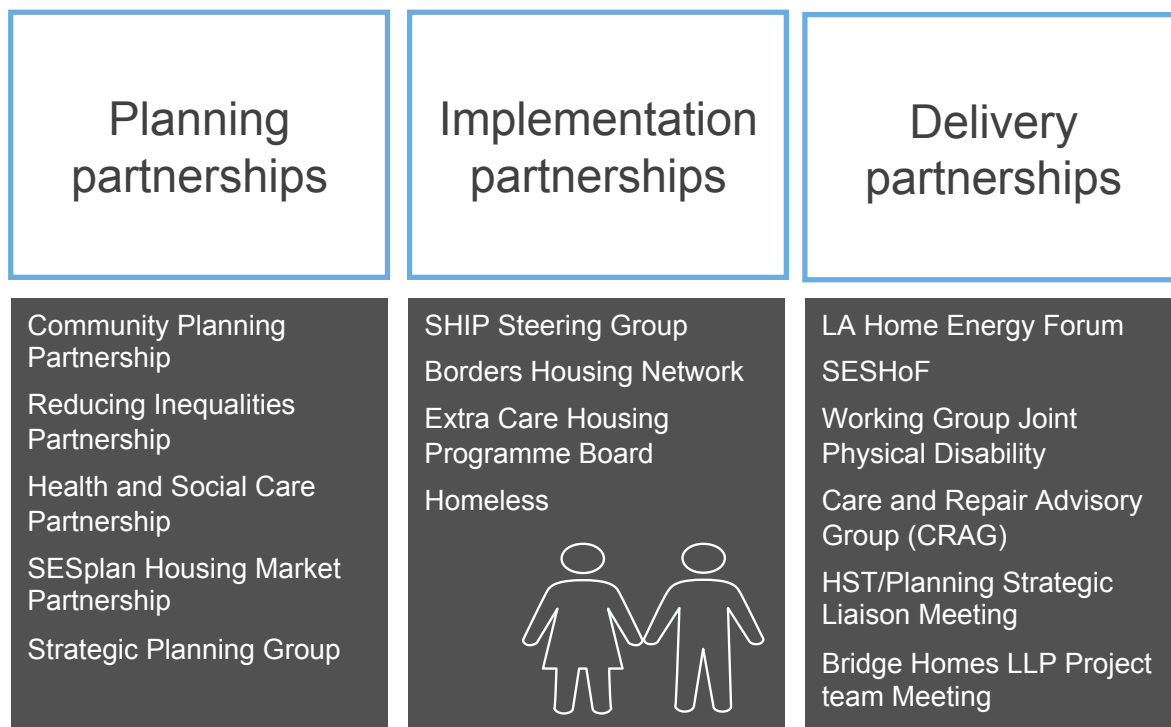 Planning
partnerships
Community Planning
Partnership
Reducing Inequalities
Partnership
Health and Social Care
Partnership
SESplan Housing Market
Partnership
Strategic Planning Group
Implementation
partnerships
SHIP Steering Group
Borders Housing Network
Extra Care Housing
Programme Board
Homeless
Delivery
partnerships
LA Home Energy Forum
SESHoF
Working Group Joint
Physical Disability
Care and Repair Advisory
Group (CRAG)
HST/Planning Strategic
Liaison Meeting
Bridge Homes LLP Project
team Meeting